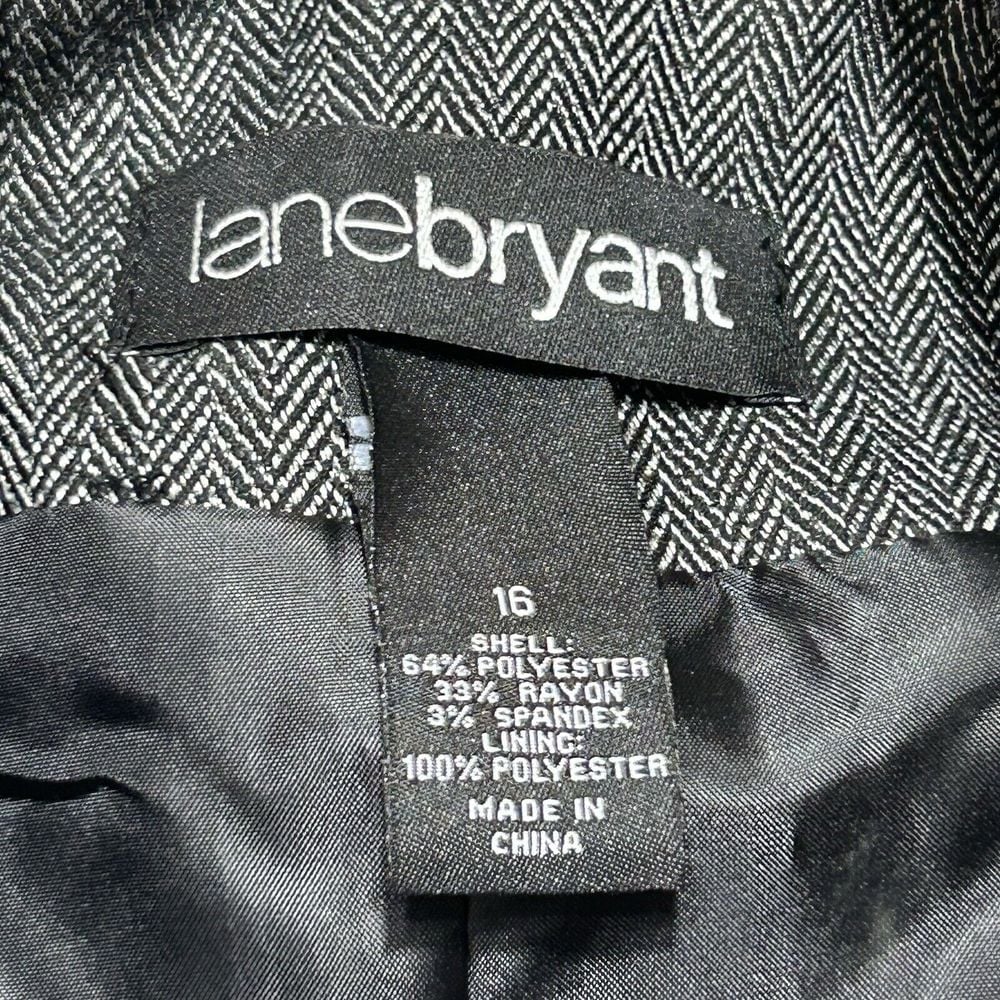 lanebryant
16
SHELL:
64% POLYESTER
33% RAYON
3% SPANDEX
LINING:
100% POLYESTER
MADE IN
CHINA